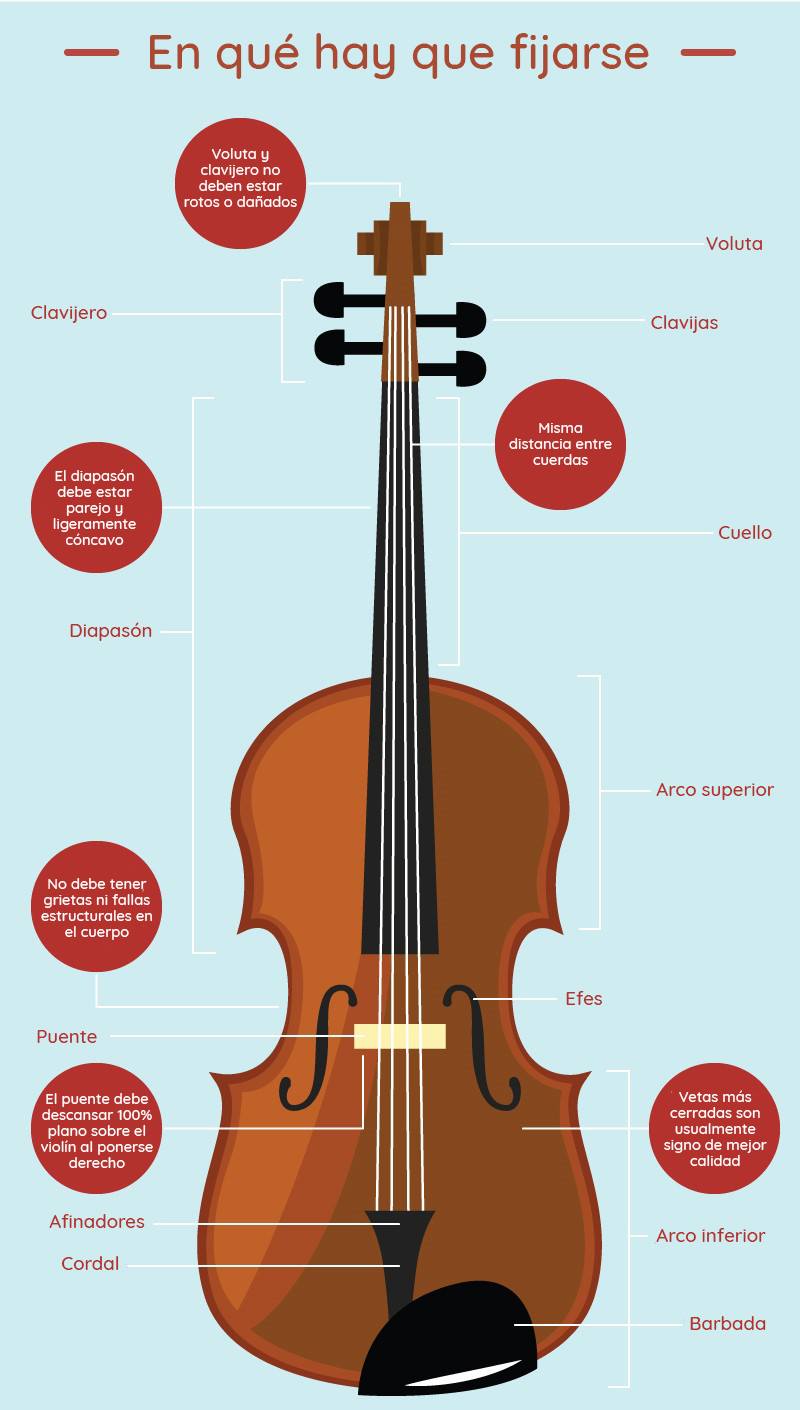 En qué hay que fijarse
Voluta y
clavijero no
deben estar
rotos o dañados
Voluta
Clavijero
Clavijas
Misma
distancia entre
cuerdas
El diapasón
debe estar
parejo y
ligeramente
cóncavo
Cuello
Diapasón
Arco superior
No debe tener
grietas ni fallas
estructurales en
el cuerpo
Efes
Puente
El puente debe
descansar 100%
plano sobre el
violín al ponerse
derecho
Vetas más
cerradas son
usualmente
signo de mejor
calidad
Afinadores
Arco inferior
Cordal
Barbada